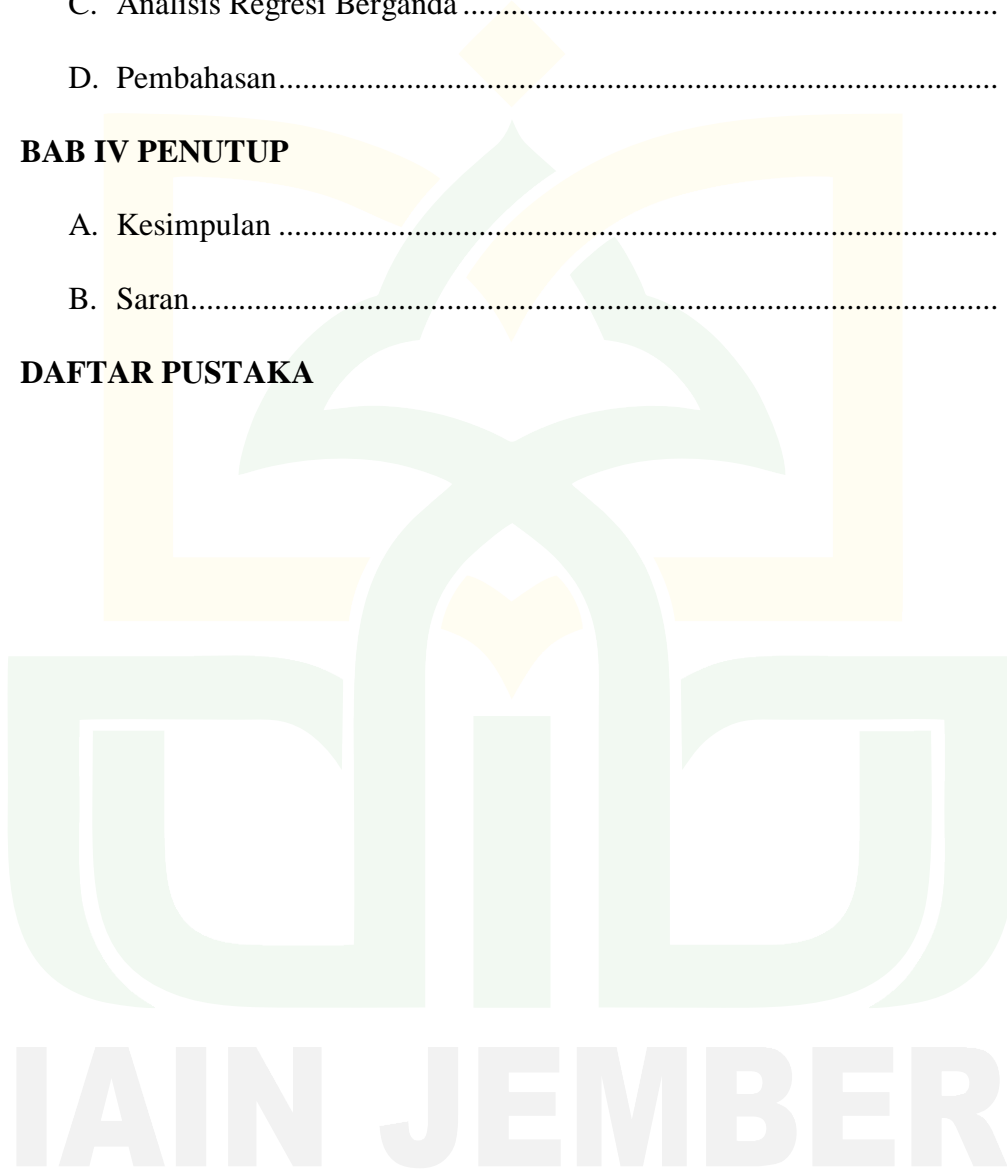 C. Analisis Regresi Berganda ...................................................................
D. Pembahasan..........................................................................................
BAB IV PENUTUP
A. Kesimpulan ..........................................................................................
B. Saran.....................................................................................................
DAFTAR PUSTAKA
IAIN JEMBER